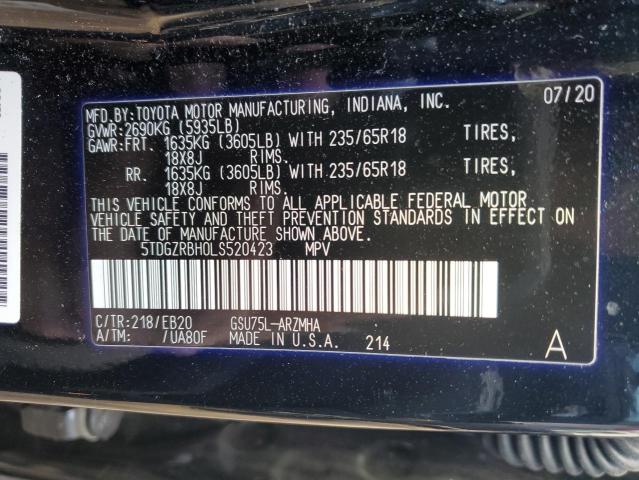 MFD.BY:TOYOTA MOTOR MANUFACTURING, INDIANA, INC. 07/20
GVWR:2690KG (5935LB)
GAWR:FRT. 1635KG (3605LB) WITH 235/65R18 TIRES,
18X8J RIMS.
RR. 1635KG (3605LB) WITH 235/65R18 TIRES,
18X8J RIMS.
THIS VEHICLE CONFORMS TO ALL APPLICABLE FEDERAL MOTOR
VEHICLE SAFETY AND THEFT PREVENTION STANDARDS IN EFFECT ON
THE DATE OF MANUFACTURE SHOWN ABOVE.
5TDGZRBH0LS520423 MPV
C/TR:218/EB20 GSU75L-ARZMHA
A/TM: /UA80F MADE IN U.S.A. 214 A